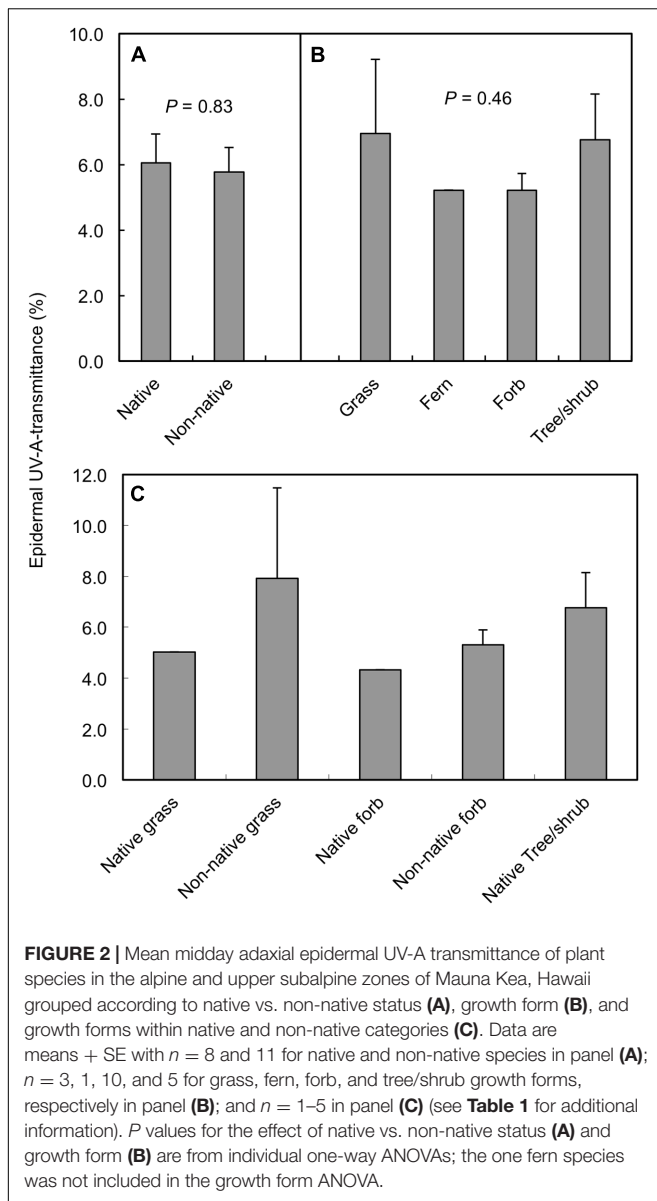 Epidermal UV-A-transmittance (%)
10.0
8.0
6.0
4.0
2.0
0.0
A
P = 0.83
Native
Non-native
B
P = 0.46
Grass
Fern
Forb
Tree/shrub
12.0
10.0
8.0
6.0
4.0
2.0
0.0
C
Native grass
Non-native grass
Native forb
Non-native forb
Native Tree/shrub
FIGURE 2 | Mean midday adaxial epidermal UV-A transmittance of plant
species in the alpine and upper subalpine zones of Mauna Kea, Hawaii
grouped according to native vs. non-native status (A), growth form (B), and
growth forms within native and non-native categories (C). Data are
means + SE with n = 8 and 11 for native and non-native species in panel (A);
n = 3, 1, 10, and 5 for grass, fern, forb, and tree/shrub growth forms,
respectively in panel (B); and n = 1–5 in panel (C) (see Table 1 for additional
information). P values for the effect of native vs. non-native status (A) and
growth form (B) are from individual one-way ANOVAs; the one fern species
was not included in the growth form ANOVA.